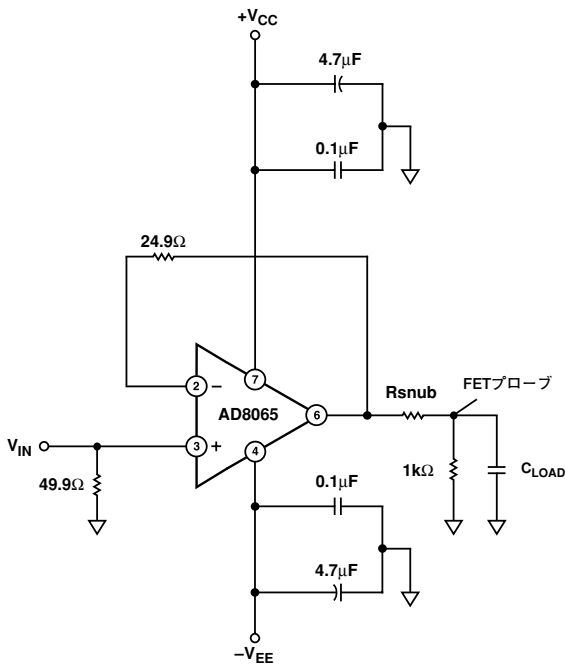 +VCC
4.7μF
0.1μF
24.9Ω
2
−
7
AD8065
6
Rsnub
FETプローブ
VIN
3
+
4
49.9Ω
1kΩ
CLOAD
0.1μF
4.7μF
−VEE